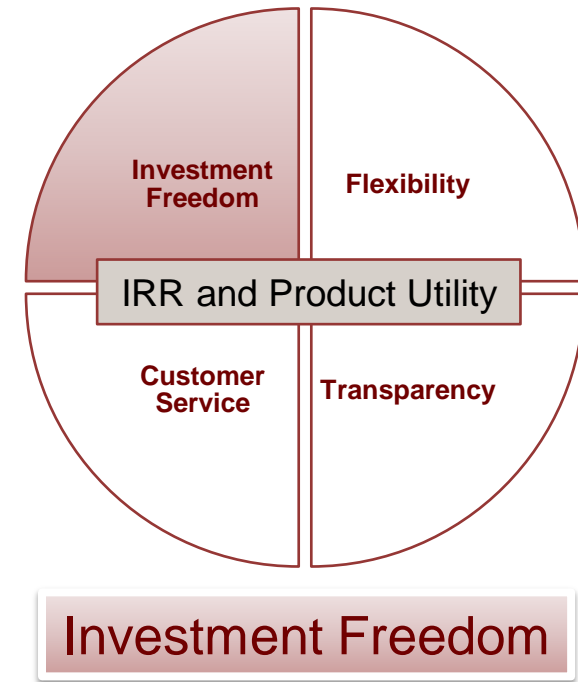 Investment
Freedom
Flexibility
IRR and Product Utility
Customer
Service
Transparency
Investment Freedom